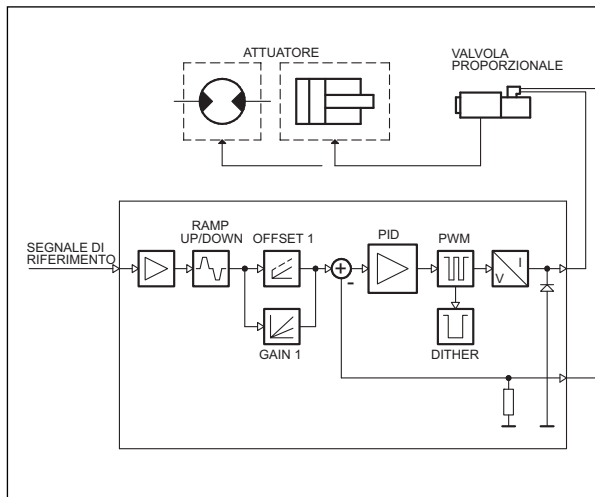 ATTUATORE
VALVOLA
PROPORZIONALE
SEGNALE DI
RIFERIMENTO
RAMP
UP/DOWN
OFFSET 1
GAIN 1
+
-
PID
PWM
DITHER
V
I